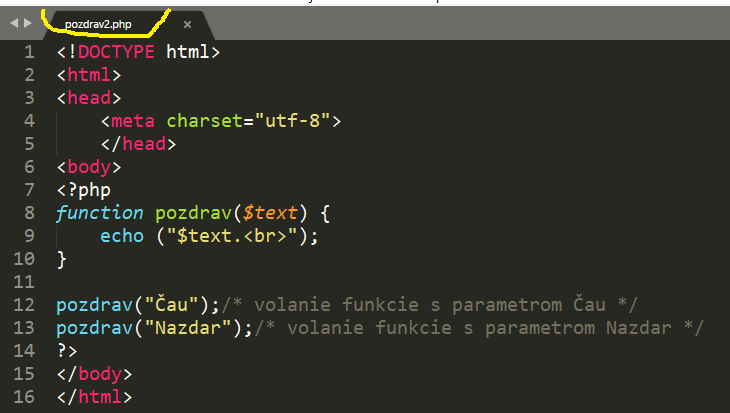 pozdrav2.php
1 <!DOCTYPE html>
2 <html>
3 <head>
4     <meta charset="utf-8">
5     </head>
6 <body>
7 <?php
8 function pozdrav($text) {
9     echo ("$text.<br>");
10 }
11
12 pozdrav("Čau");/* volanie funkcie s parametrom Čau */
13 pozdrav("Nazdar");/* volanie funkcie s parametrom Nazdar */
14 ?>
15 </body>
16 </html>